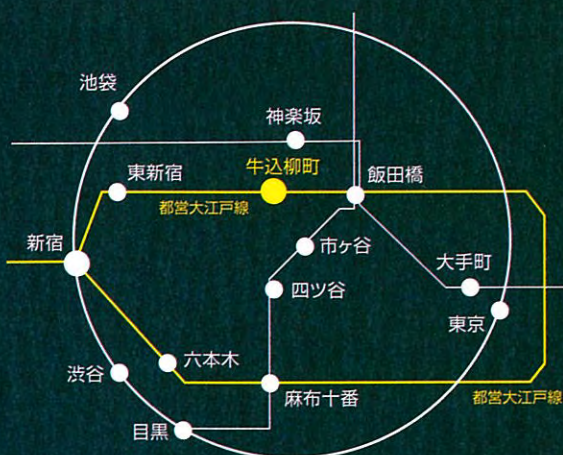 池袋
神楽坂
東新宿
牛込柳町
飯田橋
都営大江戸線
新宿
市ヶ谷
大手町
四ツ谷
東京
六本木
渋谷
麻布十番
都営大江戸線
目黒